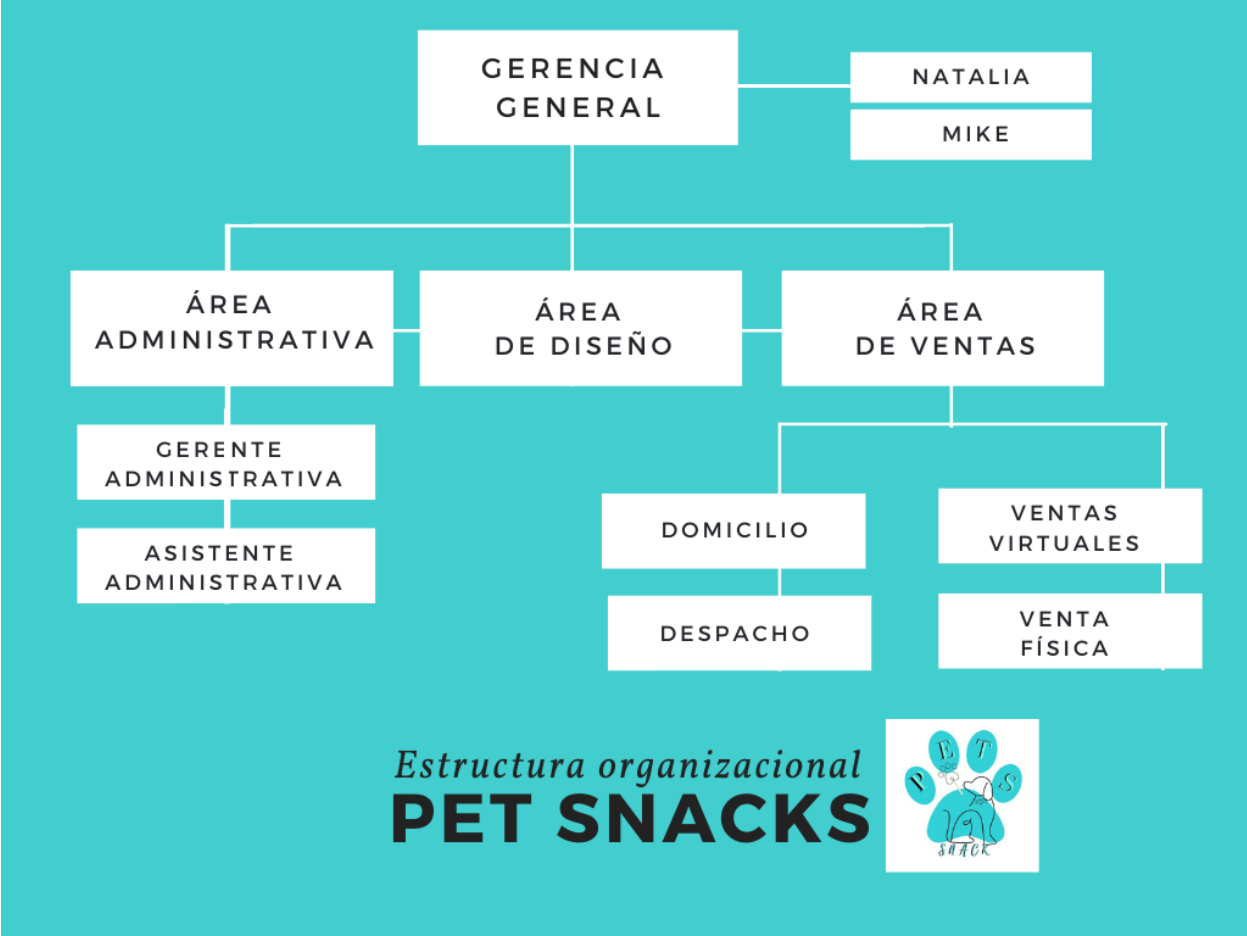 GERENCIA
GENERAL
NATALIA
MIKE
ÁREA
ADMINISTRATIVA
ÁREA
DE DISEÑO
ÁREA
DE VENTAS
GERENTE
ADMINISTRATIVA
ASISTENTE
ADMINISTRATIVA
DOMICILIO
DESPACHO
VENTAS
VIRTUALES
VENTA
FÍSICA
Estructura organizacional
PET SNACKS
PETS
SNACK